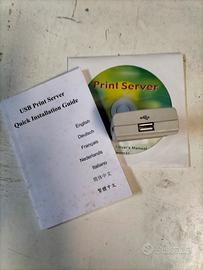 USB Print Server
Quick Installation Guide
English
Deutsch
Français
Nederlands
Italiano
简体中文
繁體中文
Print Server
User's Manual
subito